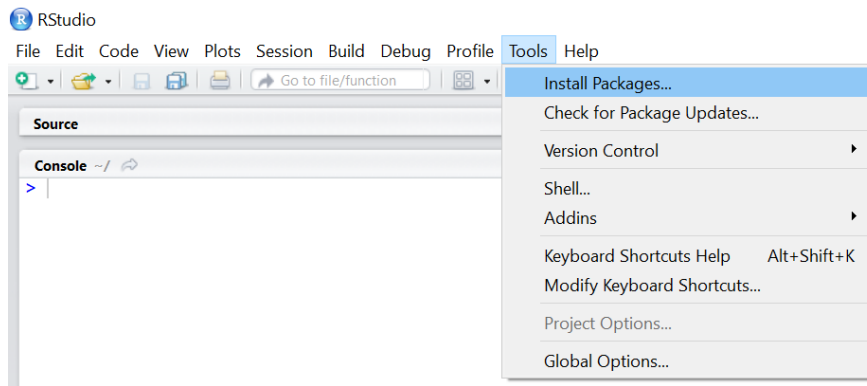 RStudio
File Edit Code View Plots Session Build Debug Profile Tools Help
Go to file/function
Install Packages...
Check for Package Updates...
Version Control
Shell...
Addins
Keyboard Shortcuts Help Alt+Shift+K
Modify Keyboard Shortcuts...
Project Options...
Global Options...
Source
Console ~/
>